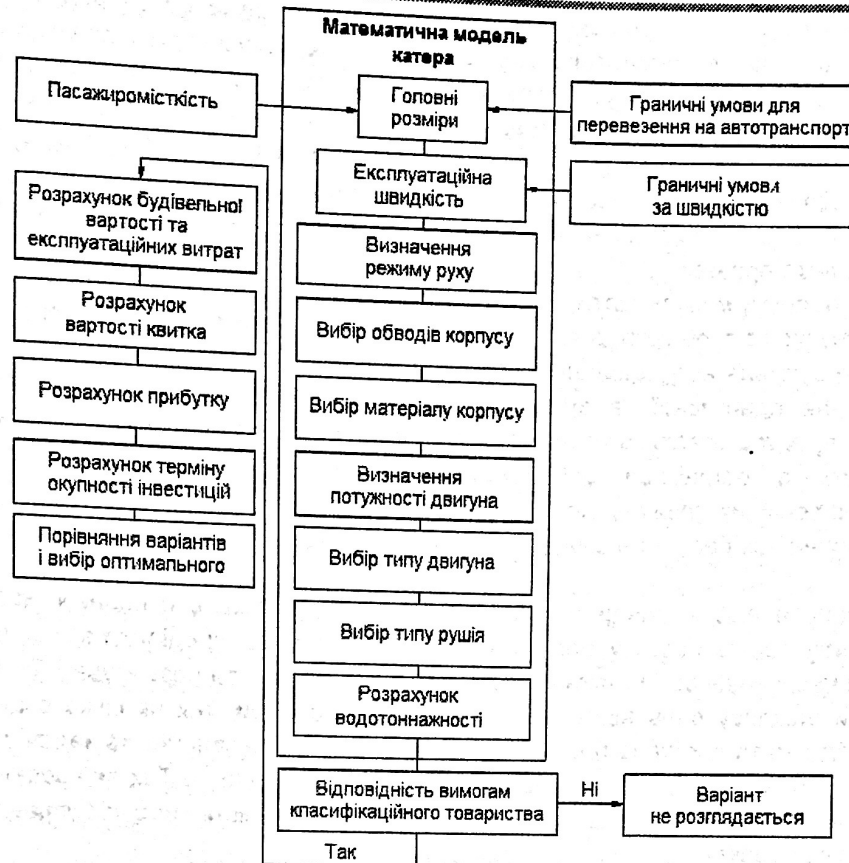 Математична модель
катера
Пасажиромісткість
Головні
розміри
Граничні умови для
перевезення на автотранспорт
Експлуатаційна
швидкість
Граничні умови
за швидкістю
Розрахунок будівельної
вартості та
експлуатаційних витрат
Визначення
режиму руху
Розрахунок
вартості квитка
Вибір обводів корпусу
Розрахунок прибутку
Вибір матеріалу корпусу
Розрахунок терміну
окупності інвестицій
Визначення
потужності двигуна
Порівняння варіантів
і вибір оптимального
Вибір типу двигуна
Вибір типу рушія
Розрахунок
водотоннажності
Відповідність вимогам
класифікаційного товариства
Ні
Варіант
не розглядається
Так